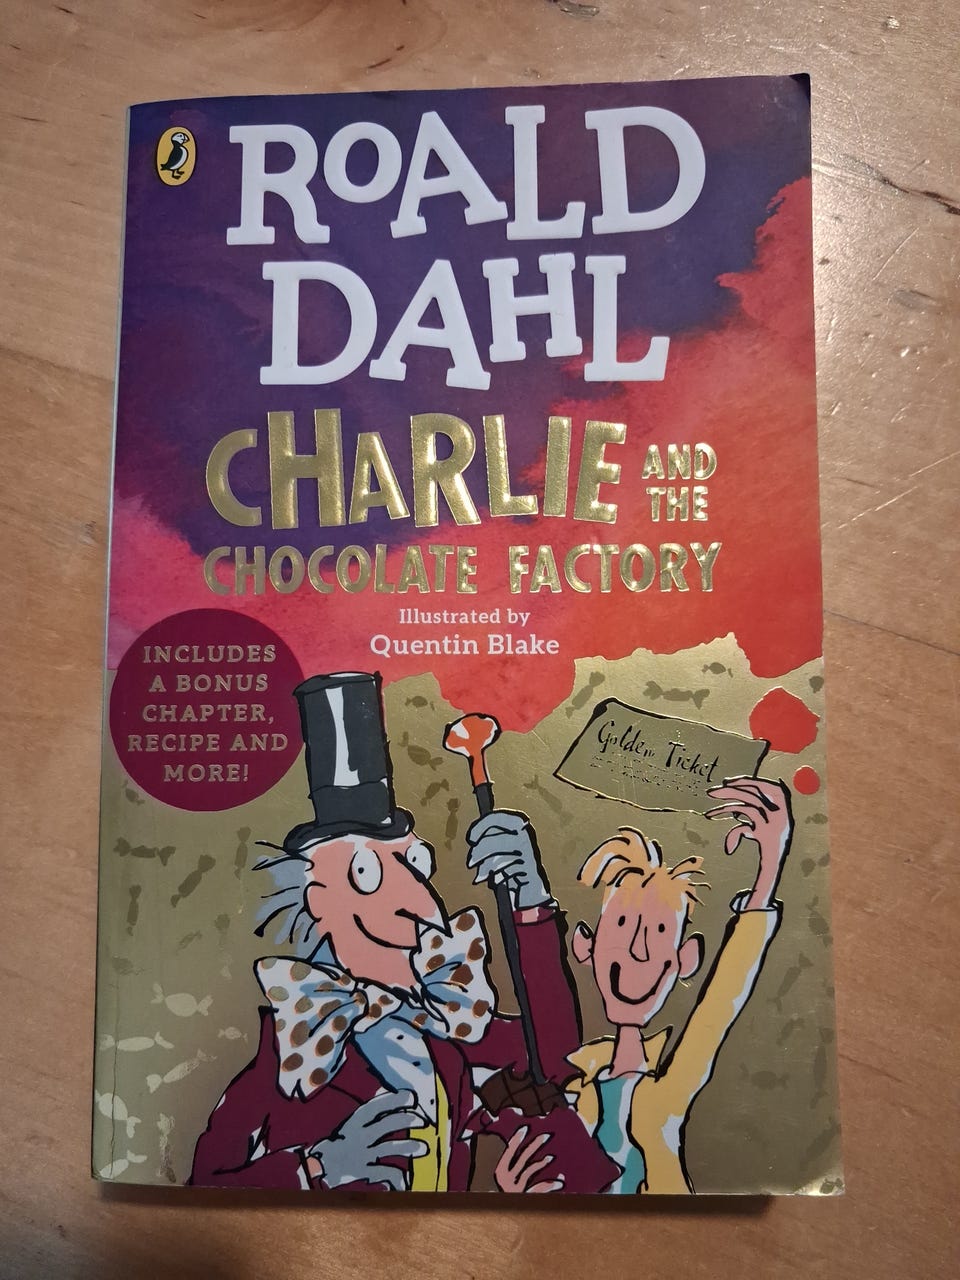 ROALD
DAHL
CHARLIE AND THE
CHOCOLATE FACTORY
Illustrated by
Quentin Blake
INCLUDES
A BONUS
CHAPTER,
RECIPE AND
MORE!
Golden Ticket